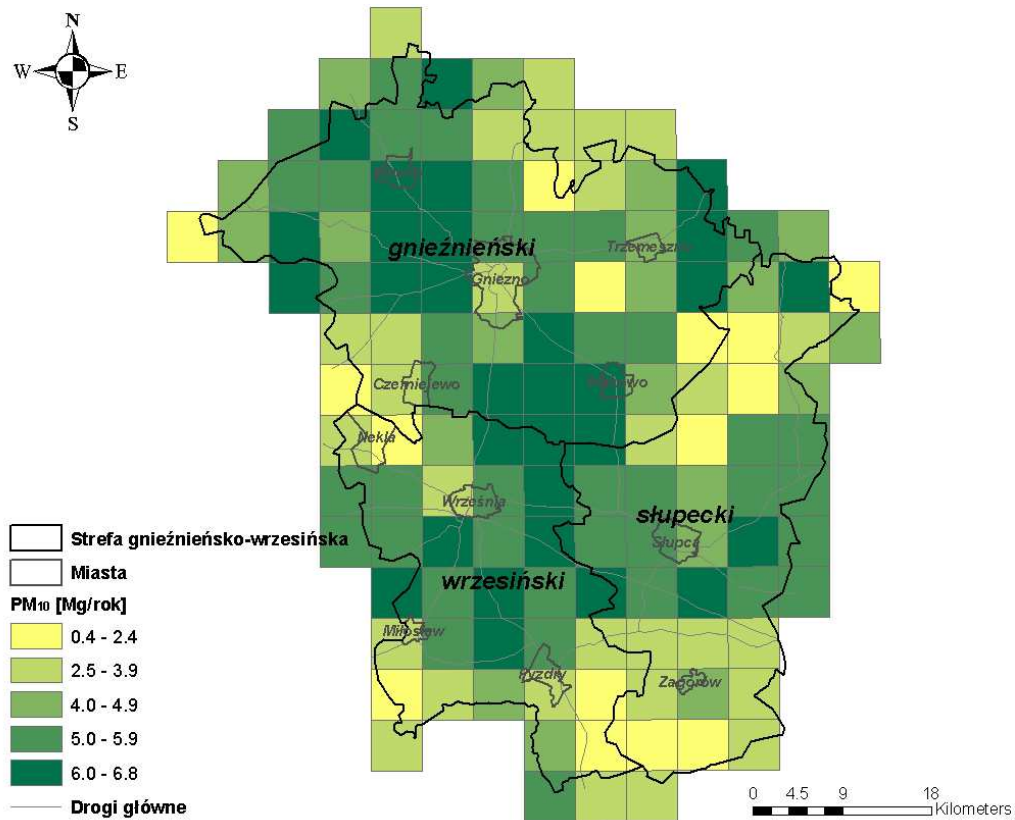 N
W E
S
gnieźnieński
Trzemeszno
Gniezno
Czerniejewo
Witkowo
Nekla
Września
słupecki
Słupca
wrzesiński
Miłosław
Pyzdry
Zagórów
Strefa gnieźnieńsko-wrzesińska
Miasta
PM10 [Mg/rok]
0.4 - 2.4
2.5 - 3.9
4.0 - 4.9
5.0 - 5.9
6.0 - 6.8
Drogi główne
0 4.5 9 18
Kilometers